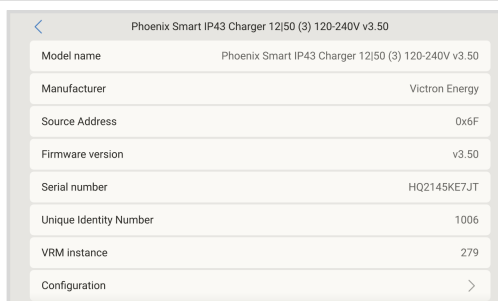 Phoenix Smart IP43 Charger 12|50 (3) 120-240V v3.50
Model name Phoenix Smart IP43 Charger 12|50 (3) 120-240V v3.50
Manufacturer Victron Energy
Source Address 0x6F
Firmware version v3.50
Serial number HQ2145KE7JT
Unique Identity Number 1006
VRM instance 279
Configuration